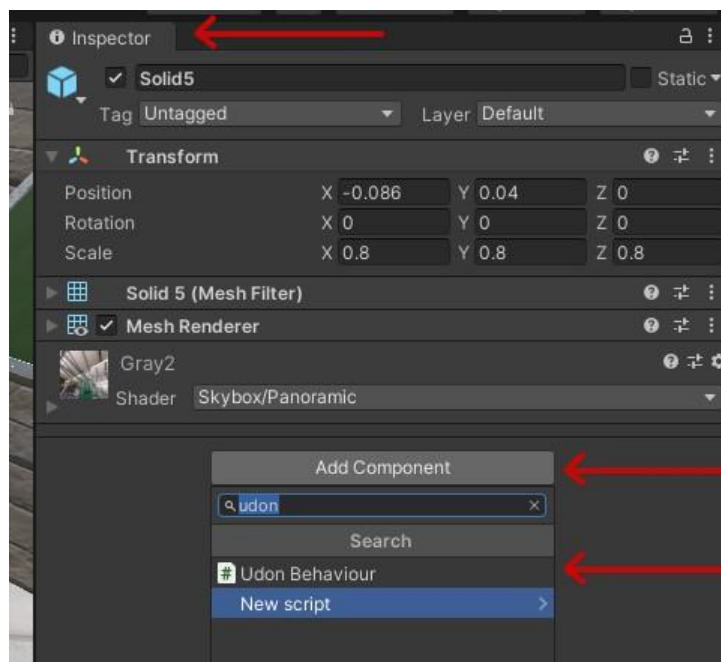 Inspector
Solid5 Static
Tag Untagged Layer Default
Transform
Position X -0.086 Y 0.04 Z 0
Rotation X 0 Y 0 Z 0
Scale X 0.8 Y 0.8 Z 0.8
Solid 5 (Mesh Filter)
Mesh Renderer
Gray2
Shader Skybox/Panoramic
Add Component
udon
Search
Udon Behaviour
New script